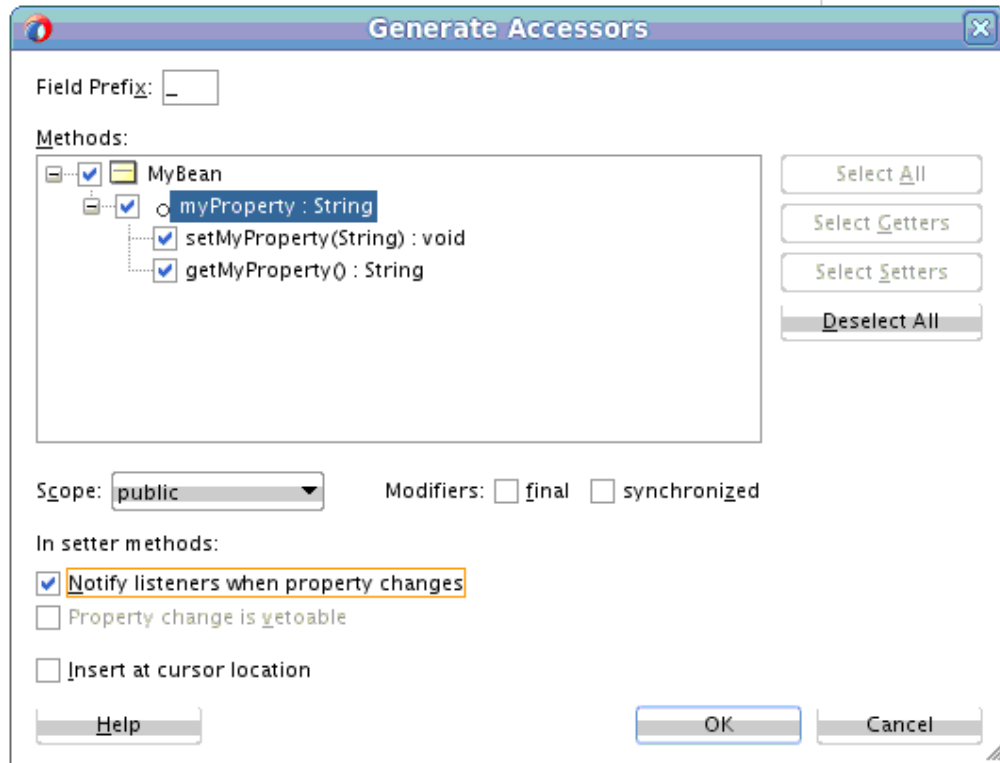 Generate Accessors
Field Prefix: _
Methods:
MyBean
Select All
myProperty : String
Select Getters
setMyProperty(String) : void
getMyProperty() : String
Select Setters
Deselect All
Scope: public Modifiers: final synchronized
In setter methods:
Notify listeners when property changes
Property change is vetoable
Insert at cursor location
Help OK Cancel